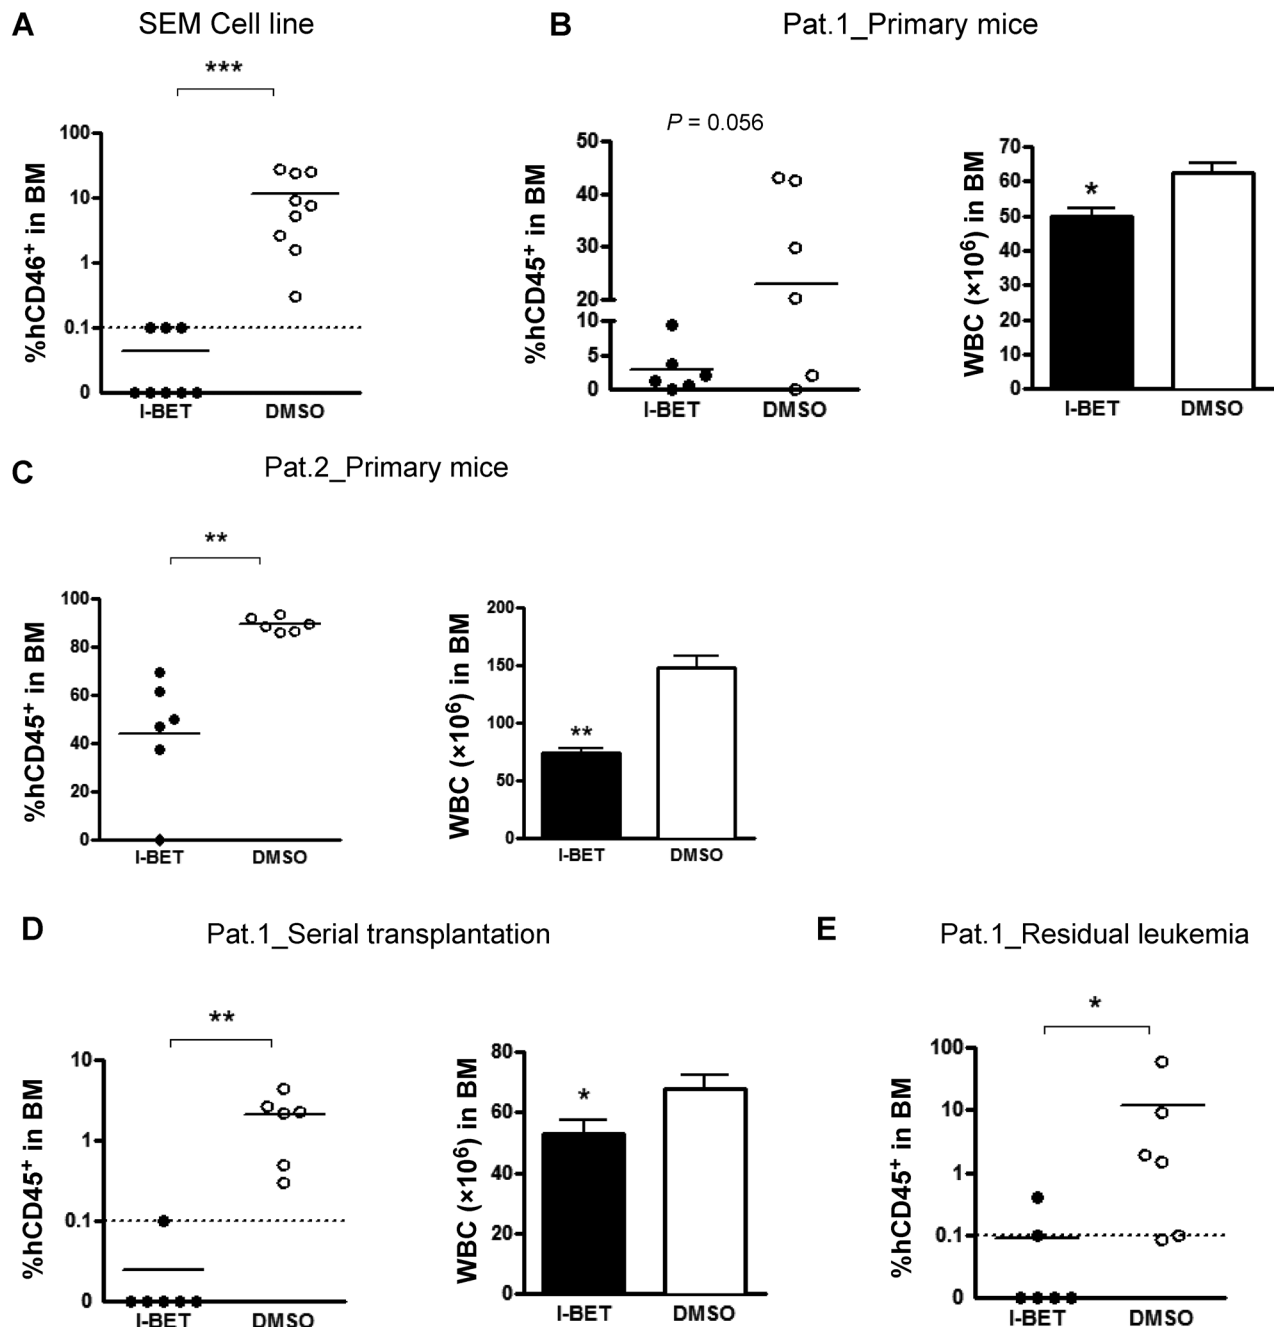 A
SEM Cell line
***
%hCD46+ in BM
100
10
1
0.1
0
I-BET
DMSO
B
Pat.1_Primary mice
P = 0.056
%hCD45+ in BM
50
40
30
20
10
5
0
I-BET
DMSO
WBC (×10⁶) in BM
70
60
50
40
30
20
10
0
*
I-BET
DMSO
C
Pat.2_Primary mice
**
%hCD45+ in BM
100
80
60
40
20
0
I-BET
DMSO
WBC (×10⁶) in BM
200
150
100
50
0
**
I-BET
DMSO
D
Pat.1_Serial transplantation
**
%hCD45+ in BM
10
1
0.1
0
I-BET
DMSO
WBC (×10⁶) in BM
80
60
40
20
0
*
I-BET
DMSO
E
Pat.1_Residual leukemia
*
%hCD45+ in BM
100
10
1
0.1
0
I-BET
DMSO